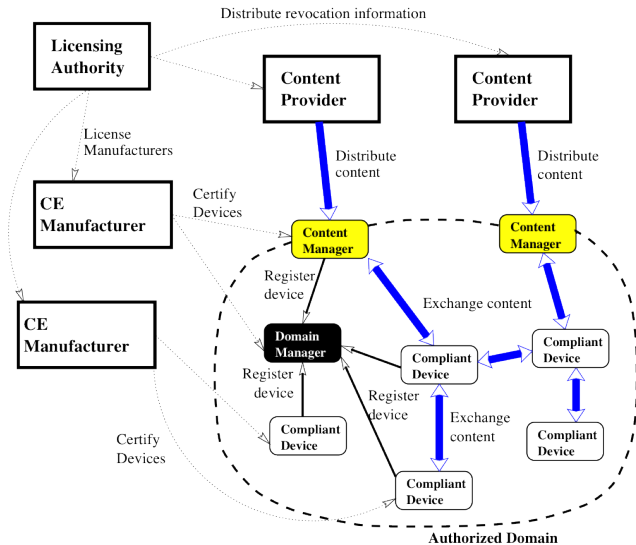 Distribute revocation information
Licensing
Authority
Content
Provider
Content
Provider
License
Manufacturers
Distribute
content
Distribute
content
CE
Manufacturer
Certify
Devices
Content
Manager
Content
Manager
Register
device
Exchange content
CE
Manufacturer
Domain
Manager
Compliant
Device
Compliant
Device
Register
device
Register
device
Exchange
content
Compliant
Device
Compliant
Device
Certify
Devices
Compliant
Device
Authorized Domain